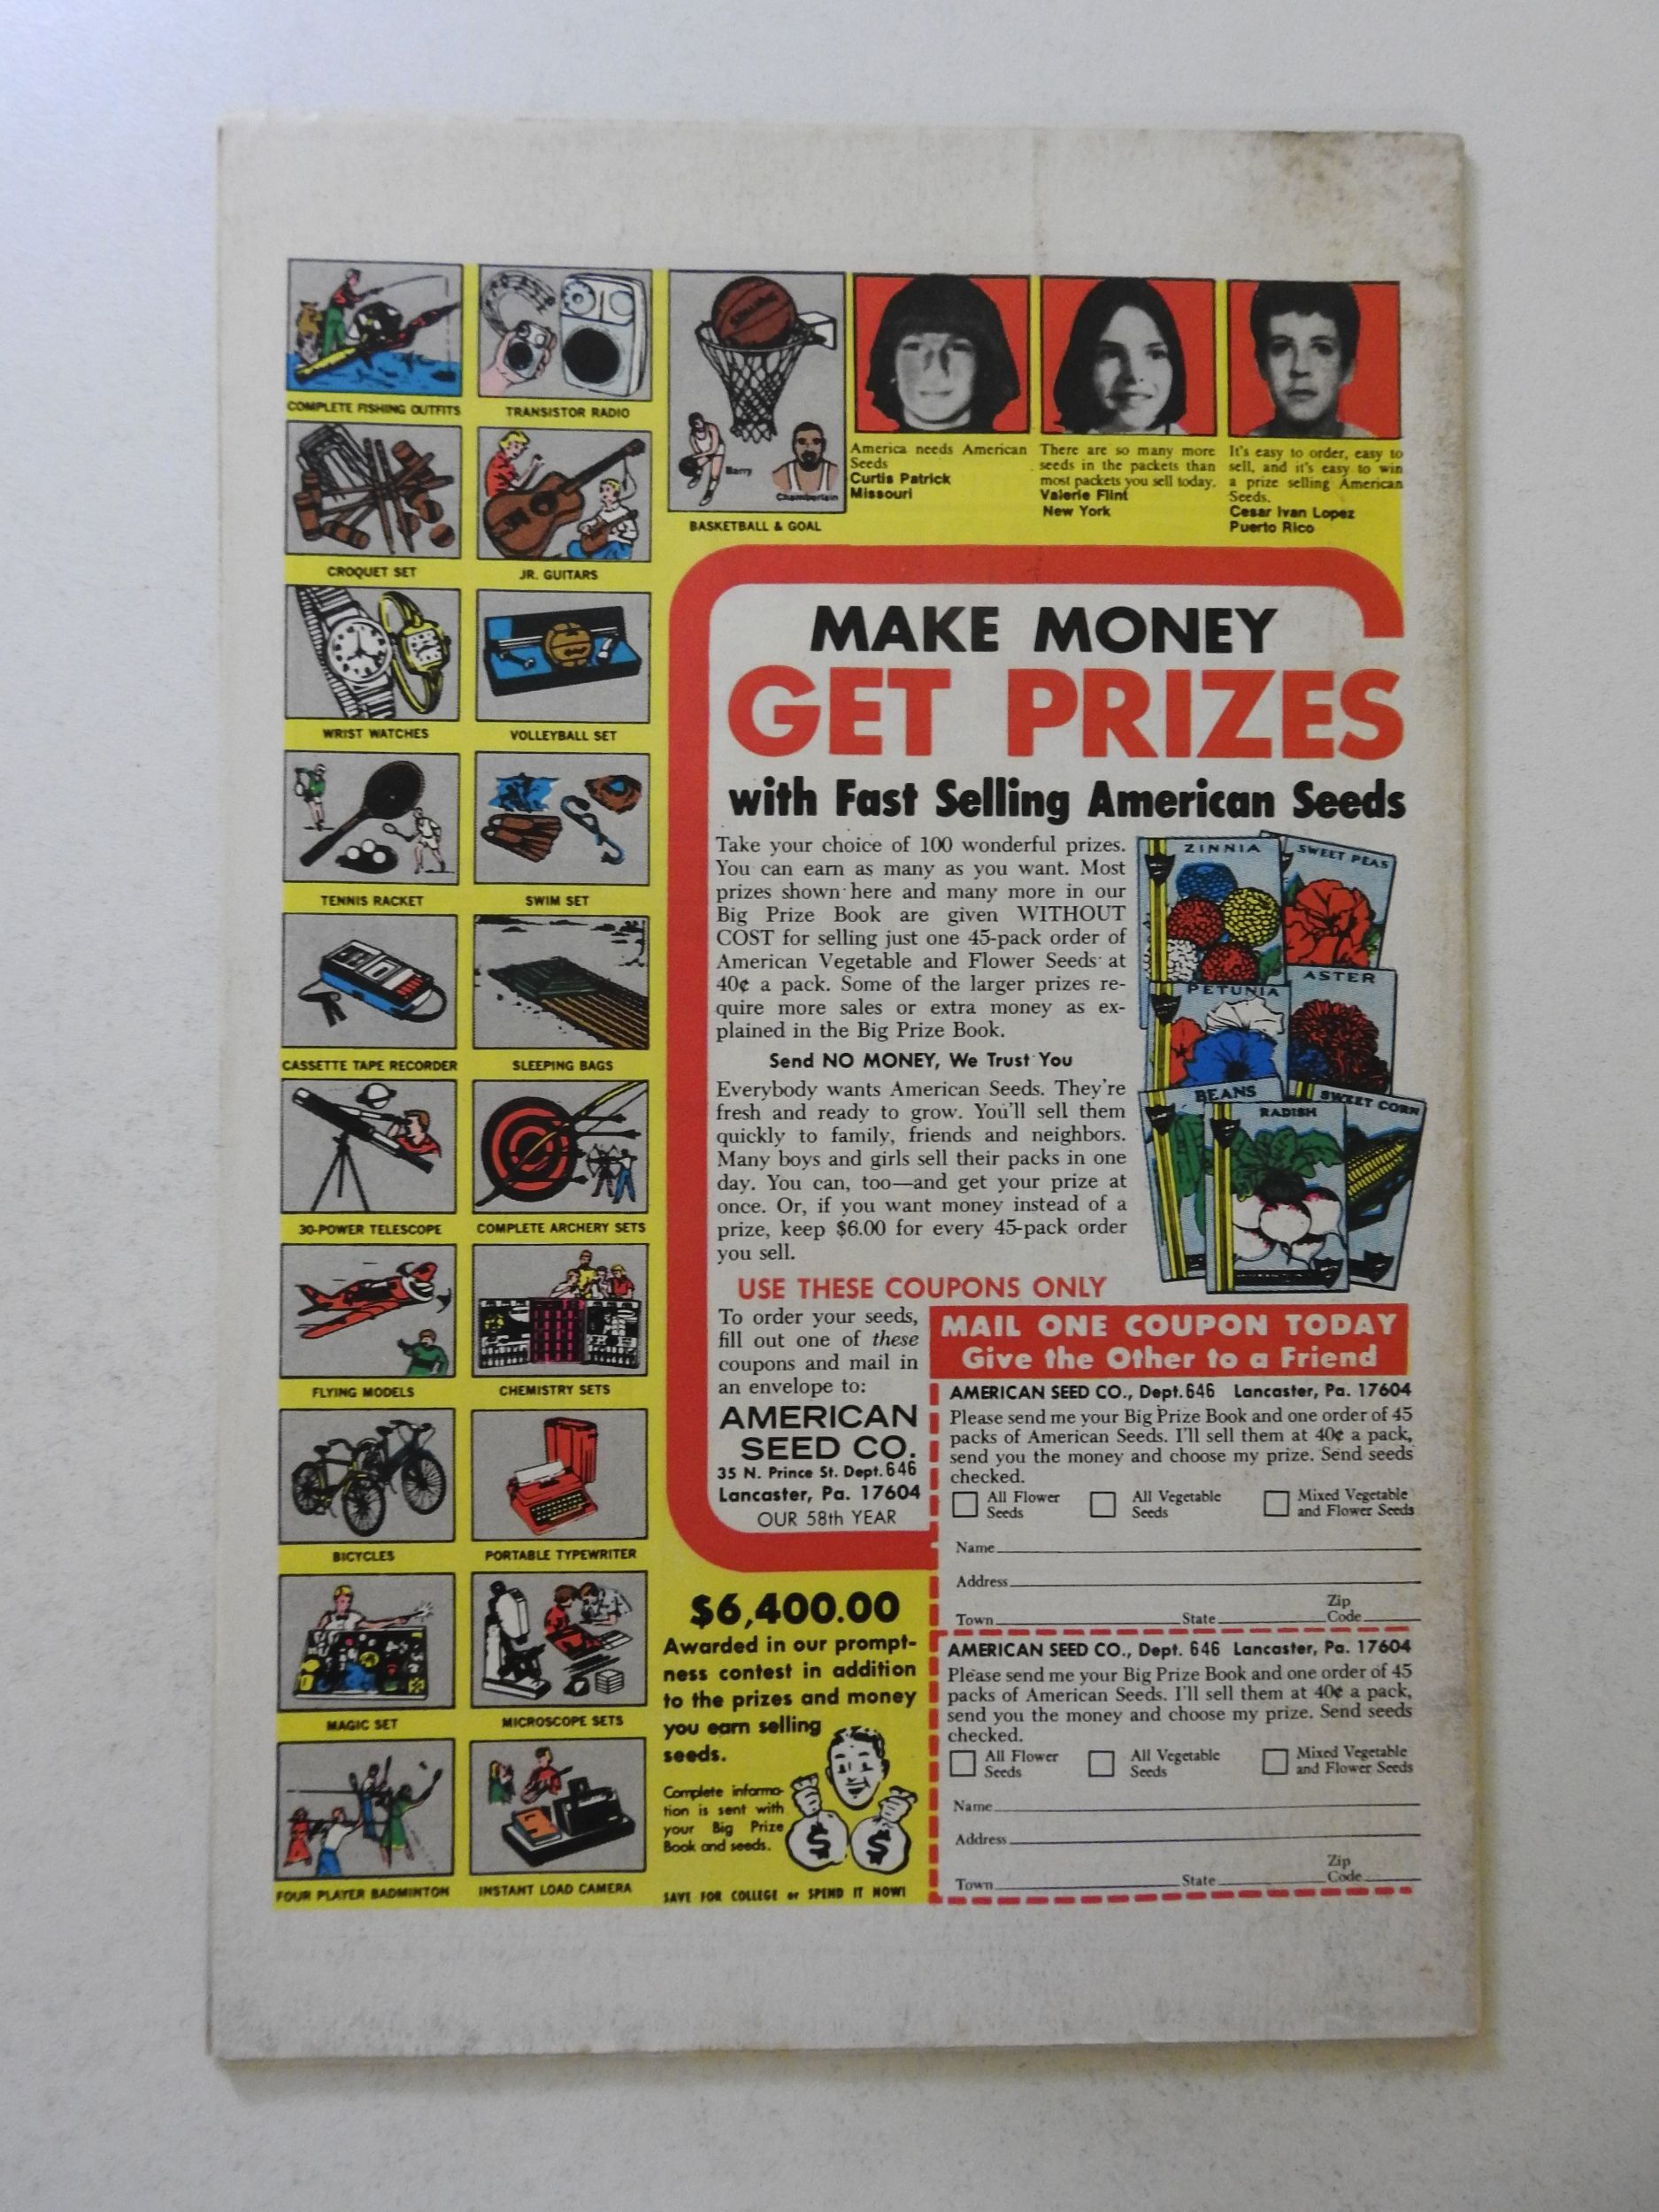 COMPLETE FISHING OUTFITS
TRANSISTOR RADIO
CROQUET SET
JR. GUITARS
WRIST WATCHES
VOLLEYBALL SET
TENNIS RACKET
SWIM SET
CASSETTE TAPE RECORDER
SLEEPING BAGS
30-POWER TELESCOPE
COMPLETE ARCHERY SETS
FLYING MODELS
CHEMISTRY SETS
BICYCLES
PORTABLE TYPEWRITER
MAGIC SET
MICROSCOPE SETS
FOUR PLAYER BADMINTON
INSTANT LOAD CAMERA
Barry
Chamberlain
BASKETBALL & GOAL
America needs American
Seeds
Curtis Patrick
Missouri
There are so many more
seeds in the packets than
most packets you sell today.
Valerie Flint
New York
It's easy to order, easy to
sell, and it's easy to win
a prize selling American
Seeds.
Cesar Ivan Lopez
Puerto Rico
MAKE MONEY
GET PRIZES
with Fast Selling American Seeds
Take your choice of 100 wonderful prizes.
You can earn as many as you want. Most
prizes shown here and many more in our
Big Prize Book are given WITHOUT
COST for selling just one 45-pack order of
American Vegetable and Flower Seeds at
40¢ a pack. Some of the larger prizes re-
quire more sales or extra money as ex-
plained in the Big Prize Book.
Send NO MONEY, We Trust You
Everybody wants American Seeds. They're
fresh and ready to grow. You'll sell them
quickly to family, friends and neighbors.
Many boys and girls sell their packs in one
day. You can, too—and get your prize at
once. Or, if you want money instead of a
prize, keep $6.00 for every 45-pack order
you sell.
ZINNIA
SWEET PEAS
PETUNIA
ASTER
BEANS
RADISH
SWEET CORN
USE THESE COUPONS ONLY
To order your seeds,
fill out one of these
coupons and mail in
an envelope to:
AMERICAN
SEED CO.
35 N. Prince St. Dept. 646
Lancaster, Pa. 17604
OUR 58th YEAR
MAIL ONE COUPON TODAY
Give the Other to a Friend
AMERICAN SEED CO., Dept. 646 Lancaster, Pa. 17604
Please send me your Big Prize Book and one order of 45
packs of American Seeds. I'll sell them at 40¢ a pack,
send you the money and choose my prize. Send seeds
checked.
All Flower
Seeds
All Vegetable
Seeds
Mixed Vegetable
and Flower Seeds
Name
Address
Town State Zip Code
AMERICAN SEED CO., Dept. 646 Lancaster, Pa. 17604
Please send me your Big Prize Book and one order of 45
packs of American Seeds. I'll sell them at 40¢ a pack,
send you the money and choose my prize. Send seeds
checked.
All Flower
Seeds
All Vegetable
Seeds
Mixed Vegetable
and Flower Seeds
Name
Address
Town State Zip Code
$6,400.00
Awarded in our prompt-
ness contest in addition
to the prizes and money
you earn selling
seeds.
Complete informa-
tion is sent with
your Big Prize
Book and seeds.
$ $
SAVE FOR COLLEGE or SPEND IT NOW!